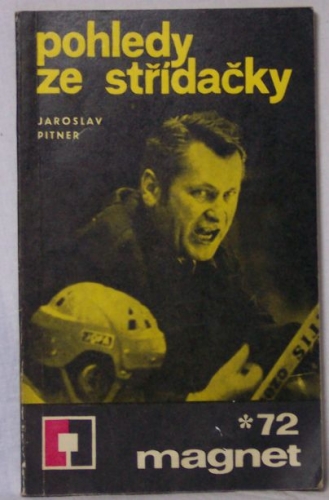 pohledy
ze střídačky
JAROSLAV
PITNER
*72
magnet